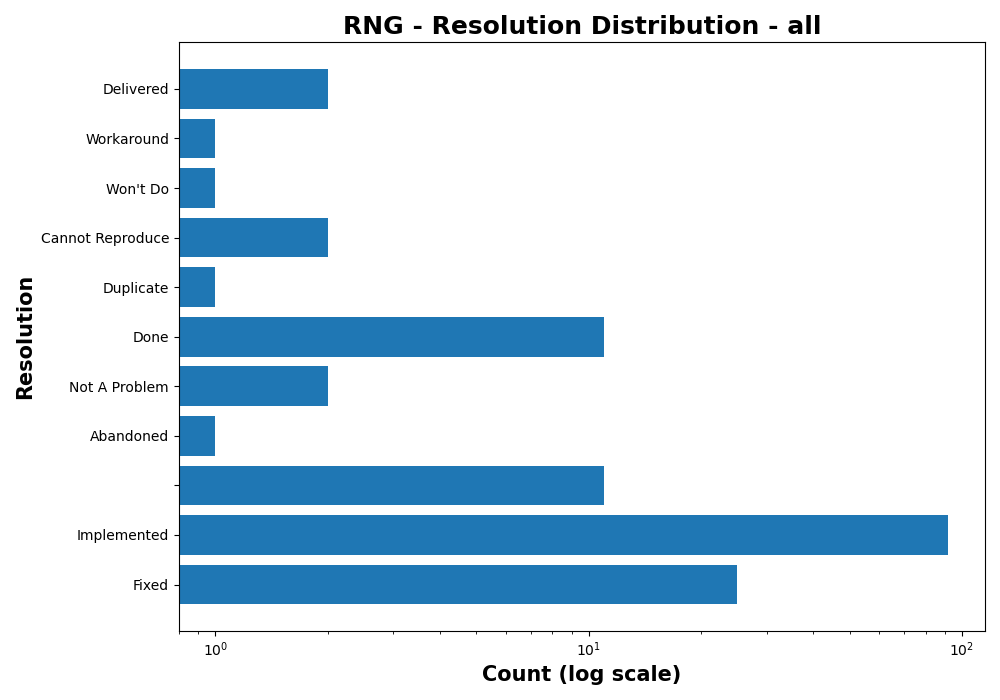 RNG - Resolution Distribution - all
Delivered
Workaround
Won't Do
Cannot Reproduce
Duplicate
Done
Not A Problem
Abandoned
Implemented
Fixed
Resolution
10⁰ 10¹ 10²
Count (log scale)